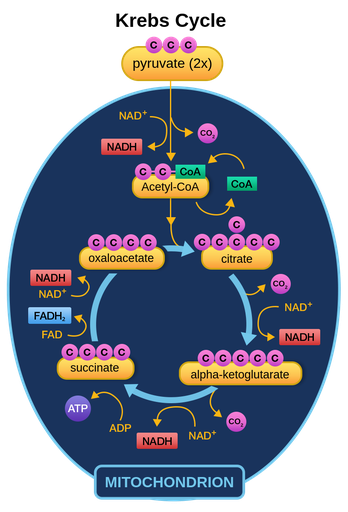 Krebs Cycle
C C C
pyruvate (2x)
NAD+
CO2
NADH
C C CoA
Acetyl-CoA
CoA
C
C C C C
oxaloacetate
C C C C C
citrate
NADH
NAD+
CO2
NAD+
FADH2
FAD
NADH
C C C C
succinate
C C C C C
alpha-ketoglutarate
ATP
ADP
CO2
NADH
NAD+
MITOCHONDRION